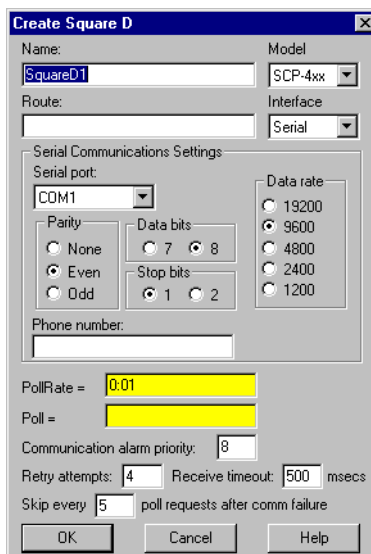 Create Square D
Name: Model
SquareD1 SCP-4xx
Route: Interface
Serial
Serial Communications Settings
Serial port: Data rate
COM1 19200
Parity Data bits 9600
None 7 8 4800
Even Stop bits 2400
Odd 1 2 1200
Phone number:
PollRate = 0:01
Poll =
Communication alarm priority: 8
Retry attempts: 4 Receive timeout: 500 msecs
Skip every 5 poll requests after comm failure
OK Cancel Help